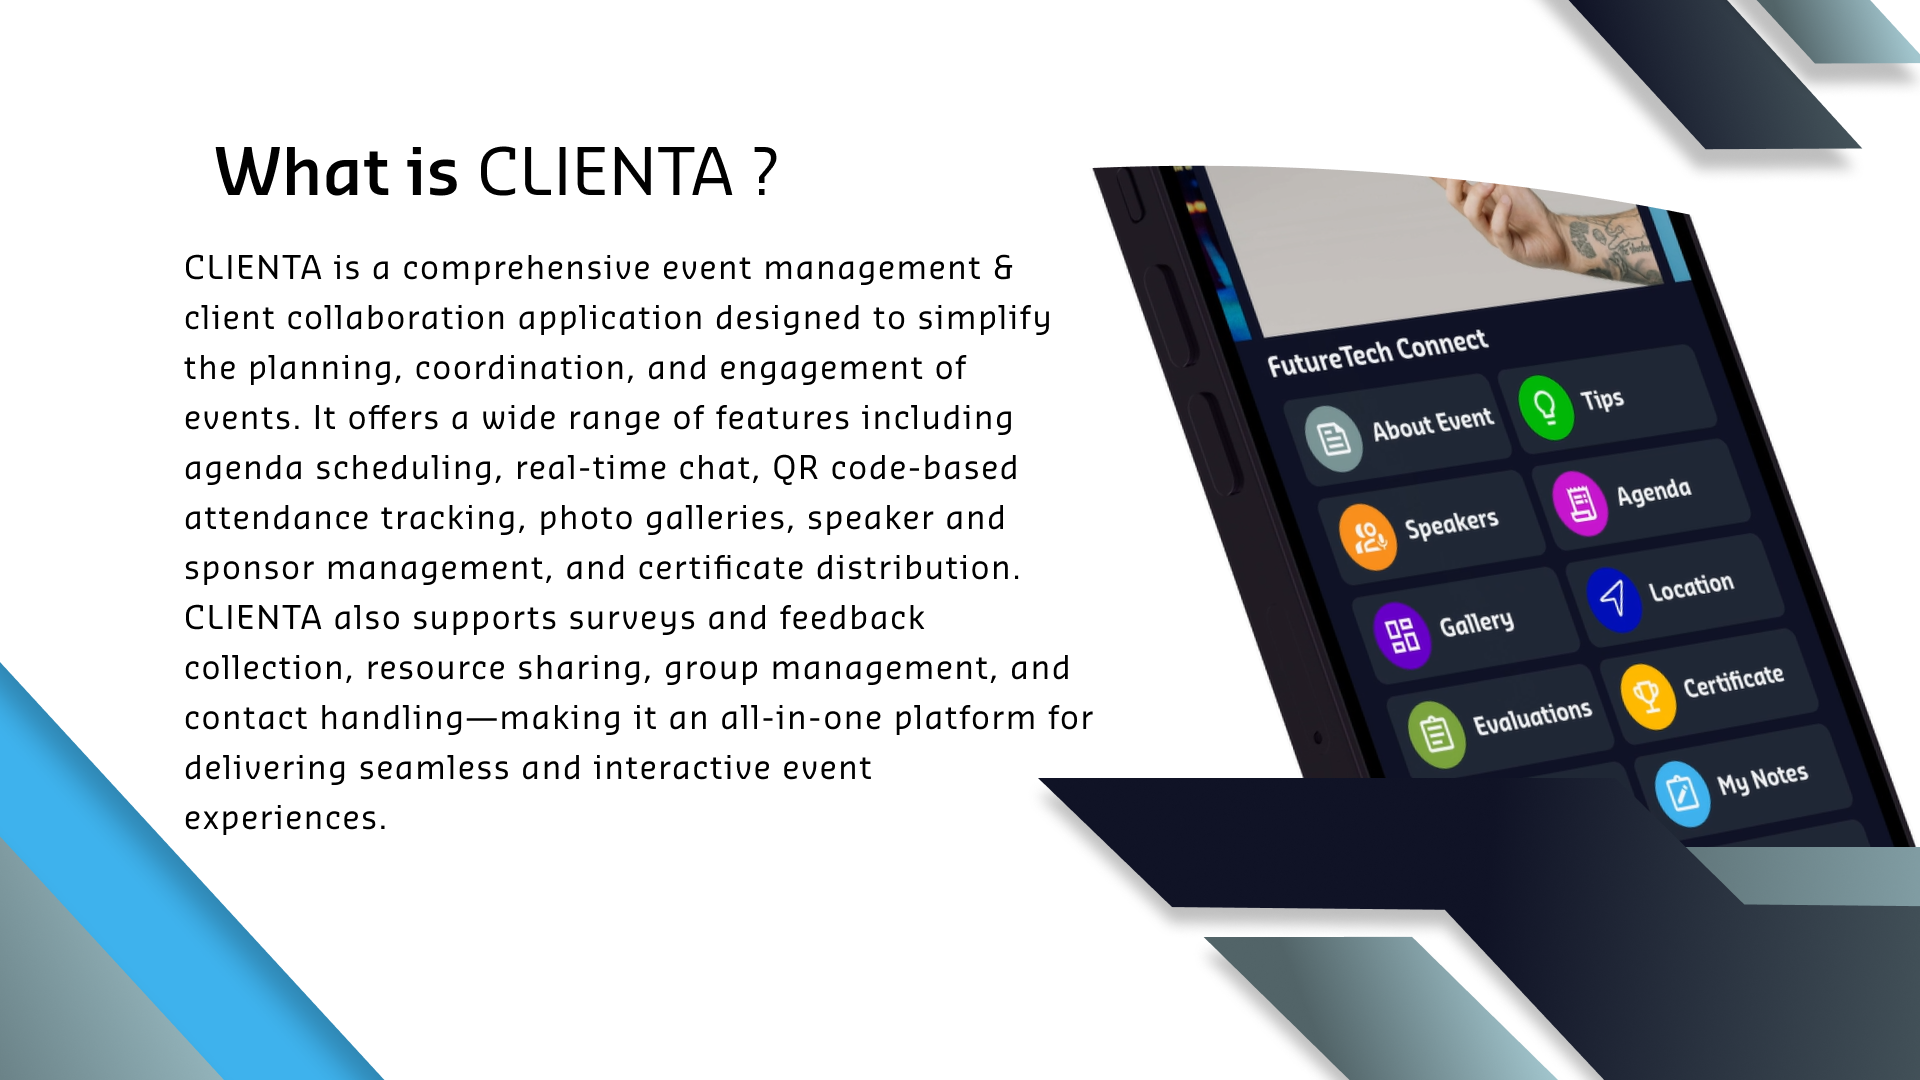 What is CLIENTA ?
CLIENTA is a comprehensive event management &
client collaboration application designed to simplify
the planning, coordination, and engagement of
events. It offers a wide range of features including
agenda scheduling, real-time chat, QR code-based
attendance tracking, photo galleries, speaker and
sponsor management, and certificate distribution.
CLIENTA also supports surveys and feedback
collection, resource sharing, group management, and
contact handling—making it an all-in-one platform for
delivering seamless and interactive event
experiences.
FutureTech Connect
About Event
Tips
Speakers
Agenda
Gallery
Location
Evaluations
Certificate
My Notes